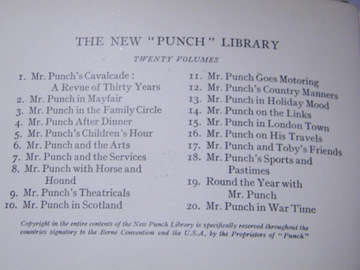 THE NEW "PUNCH" LIBRARY
TWENTY VOLUMES
1. Mr. Punch's Cavalcade:
A Revue of Thirty Years
2. Mr. Punch in Mayfair
3. Mr. Punch in the Family Circle
4. Mr. Punch After Dinner
5. Mr. Punch's Children's Hour
6. Mr. Punch and the Arts
7. Mr. Punch and the Services
8. Mr. Punch with Horse and
Hound
9. Mr. Punch's Theatricals
10. Mr. Punch in Scotland
11. Mr. Punch Goes Motoring
12. Mr. Punch's Country Manners
13. Mr. Punch in Holiday Mood
14. Mr. Punch on the Links
15. Mr. Punch in London Town
16. Mr. Punch on His Travels
17. Mr. Punch and Toby's Friends
18. Mr. Punch's Sports and
Pastimes
19. Round the Year with
Mr. Punch
20. Mr. Punch in War Time
Copyright in the entire contents of the New Punch Library is specifically reserved throughout the
countries signatory to the Berne Convention and the U.S.A., by the Proprietors of "Punch"